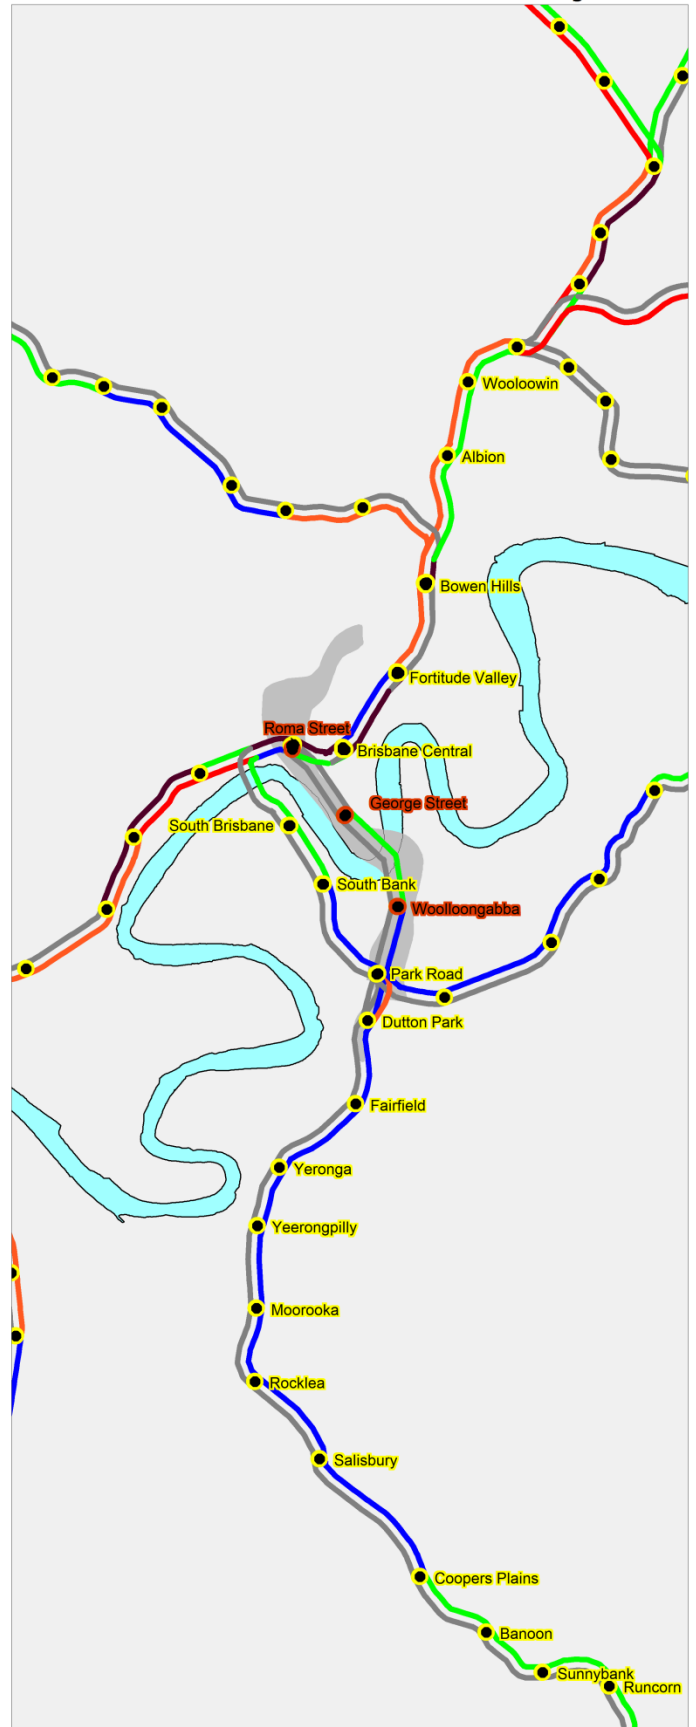 Wooloowin
Albion
Bowen Hills
Fortitude Valley
Roma Street
Brisbane Central
George Street
South Brisbane
South Bank
Woolloongabba
Park Road
Dutton Park
Fairfield
Yeronga
Yeerongpilly
Moorooka
Rocklea
Salisbury
Coopers Plains
Banoon
Sunnybank
Runcorn